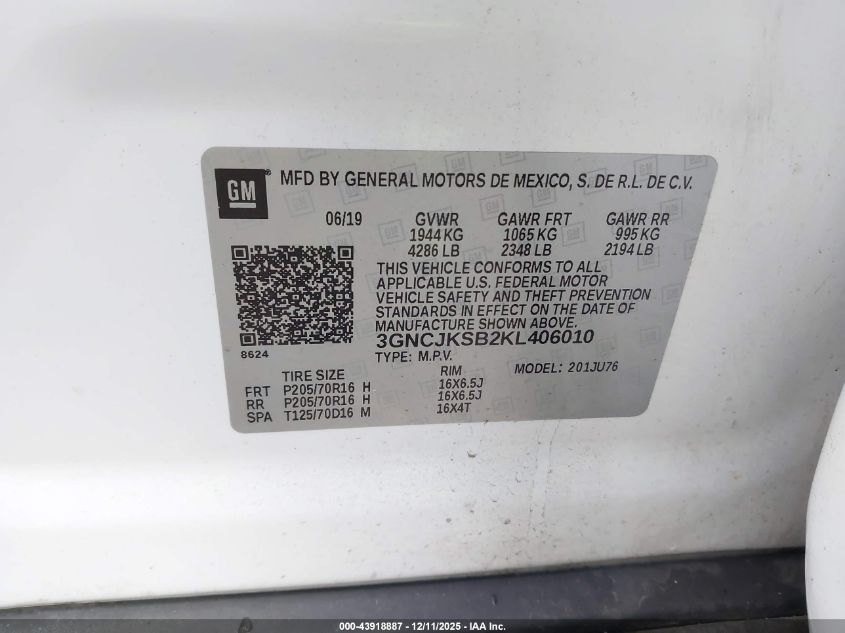 GM ® MFD BY GENERAL MOTORS DE MEXICO, S. DE R.L. DE C.V.
06/19 GVWR GAWR FRT GAWR RR
1944 KG 1065 KG 995 KG
4286 LB 2348 LB 2194 LB
THIS VEHICLE CONFORMS TO ALL
APPLICABLE U.S. FEDERAL MOTOR
VEHICLE SAFETY AND THEFT PREVENTION
STANDARDS IN EFFECT ON THE DATE OF
MANUFACTURE SHOWN ABOVE.
3GNCJKSB2KL406010
8624 TYPE: M.P.V. MODEL: 201JU76
TIRE SIZE RIM
FRT P205/70R16 H 16X6.5J
RR P205/70R16 H 16X6.5J
SPA T125/70D16 M 16X4T
000-43918887 - 12/11/2025 - IAA Inc.